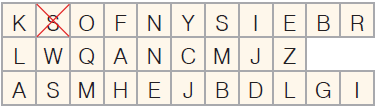 K S O F N Y S I E B R
L W Q A N C M J Z
A S M H E J B D L G I